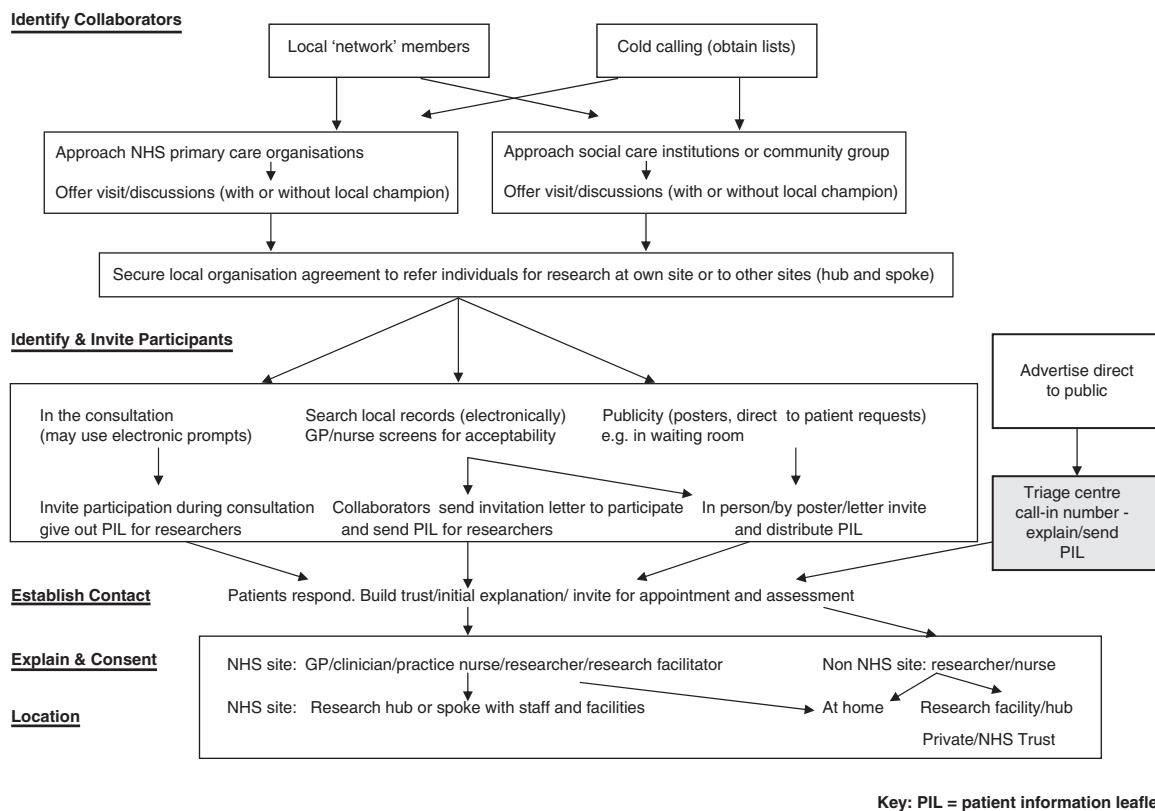 Identify Collaborators
Local ‘network’ members
Cold calling (obtain lists)
Approach NHS primary care organisations
Offer visit/discussions (with or without local champion)
Approach social care institutions or community group
Offer visit/discussions (with or without local champion)
Secure local organisation agreement to refer individuals for research at own site or to other sites (hub and spoke)
Identify & Invite Participants
Advertise direct
to public
In the consultation
(may use electronic prompts)
Search local records (electronically)
GP/nurse screens for acceptability
Publicity (posters, direct to patient requests)
e.g. in waiting room
Invite participation during consultation
give out PIL for researchers
Collaborators send invitation letter to participate
and send PIL for researchers
In person/by poster/letter invite
and distribute PIL
Triage centre
call-in number -
explain/send
PIL
Establish Contact
Patients respond. Build trust/initial explanation/ invite for appointment and assessment
Explain & Consent
NHS site: GP/clinician/practice nurse/researcher/research facilitator
Non NHS site: researcher/nurse
Location
NHS site: Research hub or spoke with staff and facilities
At home
Research facility/hub
Private/NHS Trust
Key: PIL = patient information leafle